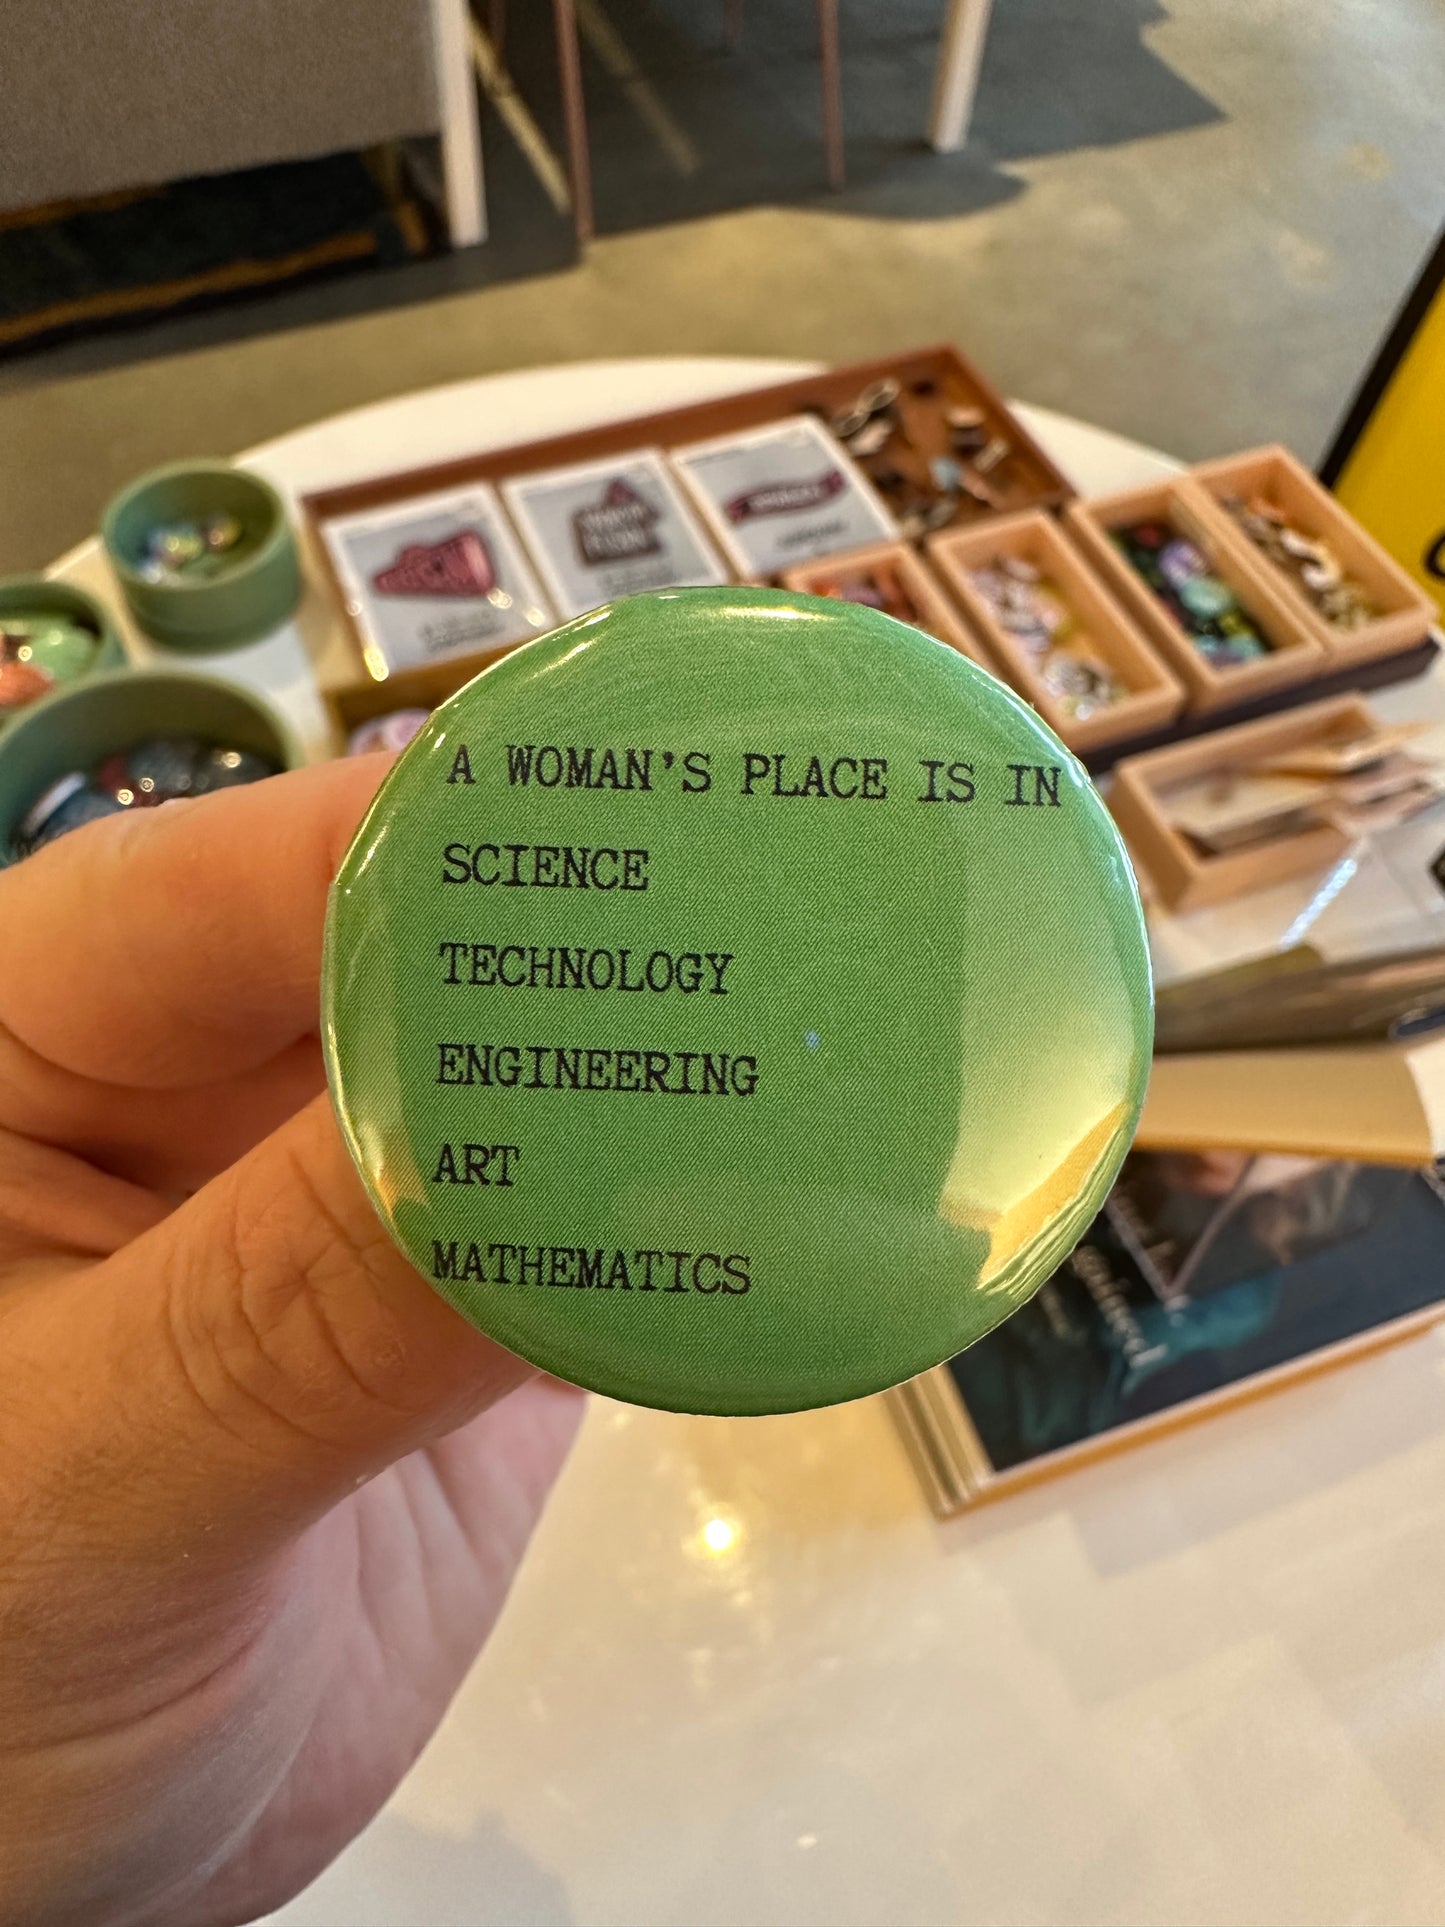 A WOMAN'S PLACE IS IN
SCIENCE
TECHNOLOGY
ENGINEERING
ART
MATHEMATICS